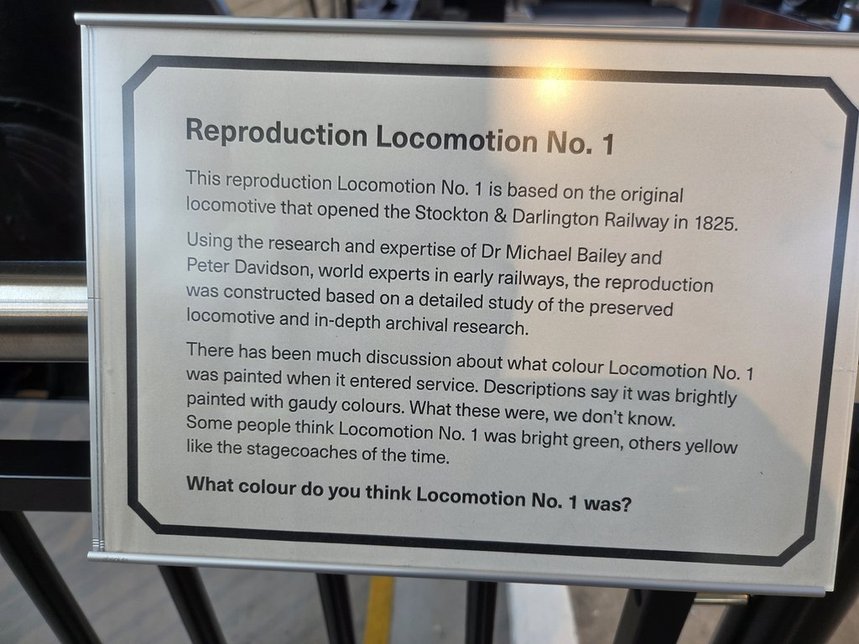 Reproduction Locomotion No. 1
This reproduction Locomotion No. 1 is based on the original
locomotive that opened the Stockton & Darlington Railway in 1825.
Using the research and expertise of Dr Michael Bailey and
Peter Davidson, world experts in early railways, the reproduction
was constructed based on a detailed study of the preserved
locomotive and in-depth archival research.
There has been much discussion about what colour Locomotion No. 1
was painted when it entered service. Descriptions say it was brightly
painted with gaudy colours. What these were, we don't know.
Some people think Locomotion No. 1 was bright green, others yellow
like the stagecoaches of the time.
What colour do you think Locomotion No. 1 was?